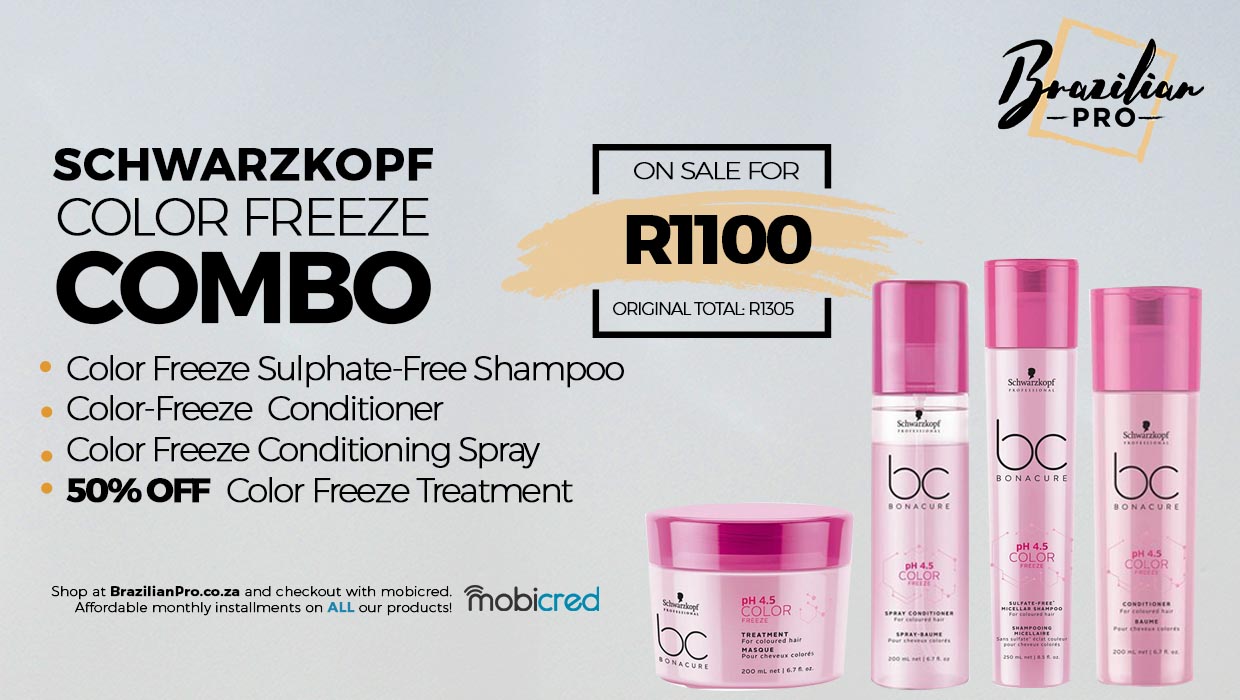 Brazilian
PRO
SCHWARZKOPF
COLOR FREEZE
COMBO
ON SALE FOR
R1100
ORIGINAL TOTAL: R1305
• Color Freeze Sulphate-Free Shampoo
• Color-Freeze Conditioner
• Color Freeze Conditioning Spray
• 50% OFF Color Freeze Treatment
Shop at BrazilianPro.co.za and checkout with mobicred.
Affordable monthly installments on ALL our products!
mobicred
Schwarzkopf
PROFESSIONAL
bc
BONACURE
pH 4.5
COLOR
FREEZE
TREATMENT
For coloured hair
MASQUE
Pour cheveux colorés
200 mL net | 6.7 fl. oz.
Schwarzkopf
PROFESSIONAL
bc
BONACURE
pH 4.5
COLOR
FREEZE
SPRAY CONDITIONER
For coloured hair
SPRAY-BAUME
Pour cheveux colorés
200 mL net | 6.7 fl. oz
Schwarzkopf
PROFESSIONAL
bc
BONACURE
pH 4.5
COLOR
FREEZE
SULFATE-FREE*
MICELLAR SHAMPOO
For coloured hair
SHAMPOOING
MICELLAIRE
Sans sulfate* éclat couleur
pour cheveux colorés
250 mL net | 8.5 fl. oz.
Schwarzkopf
PROFESSIONAL
bc
BONACURE
pH 4.5
COLOR
FREEZE
CONDITIONER
For coloured hair
BAUME
Pour cheveux colorés
200 mL net | 6.7 fl. oz.